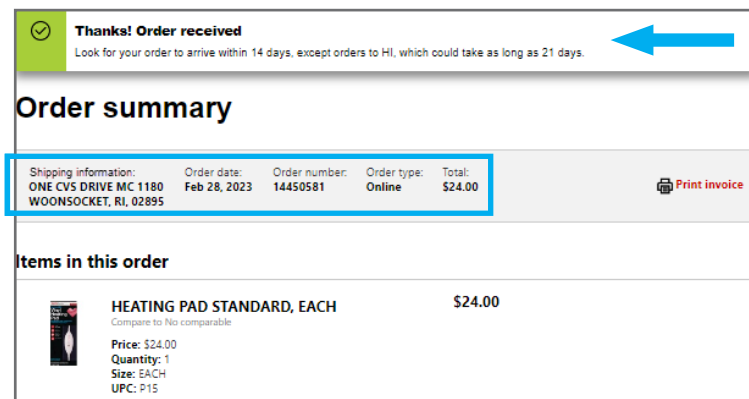 Thanks! Order received
Look for your order to arrive within 14 days, except orders to HI, which could take as long as 21 days.
Order summary
Shipping information: Order date: Order number: Order type: Total:
ONE CVS DRIVE MC 1180 Feb 28, 2023 14450581 Online $24.00 Print invoice
WOONSOCKET, RI, 02895
Items in this order
HEATING PAD STANDARD, EACH $24.00
Compare to No comparable
Price: $24.00
Quantity: 1
Size: EACH
UPC: P15